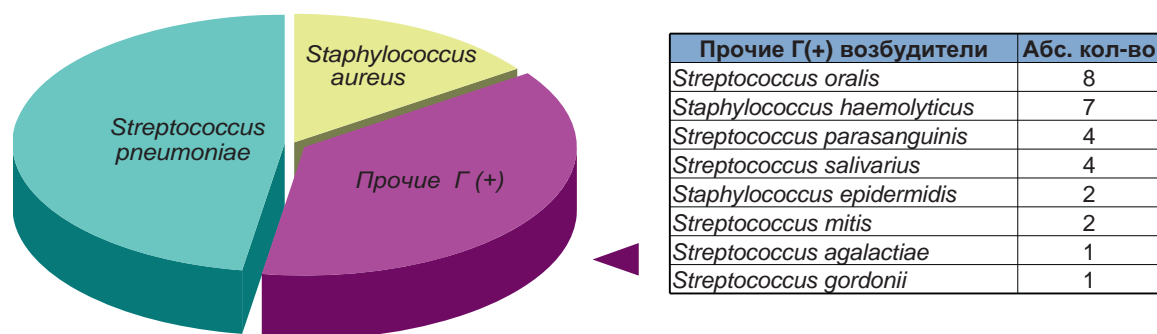 Staphylococcus
aureus
Streptococcus
pneumoniae
Прочие Г (+)
Прочие Г(+) возбудители Абс. кол-во
Streptococcus oralis 8
Staphylococcus haemolyticus 7
Streptococcus parasanguinis 4
Streptococcus salivarius 4
Staphylococcus epidermidis 2
Streptococcus mitis 2
Streptococcus agalactiae 1
Streptococcus gordonii 1